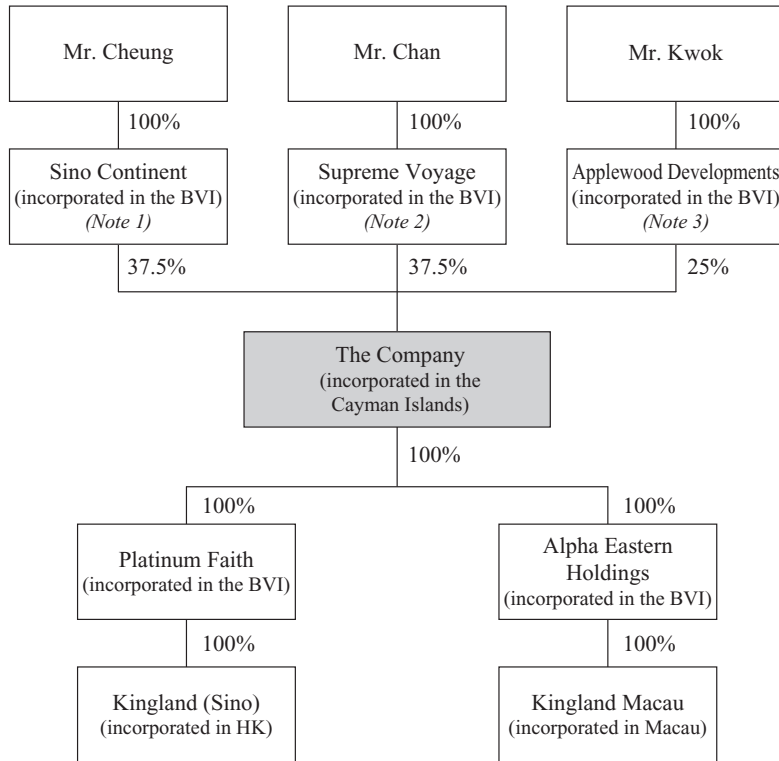 Mr. Cheung
Mr. Chan
Mr. Kwok
100%
100%
100%
Sino Continent
(incorporated in the BVI)
(Note 1)
Supreme Voyage
(incorporated in the BVI)
(Note 2)
Applewood Developments
(incorporated in the BVI)
(Note 3)
37.5%
37.5%
25%
The Company
(incorporated in the
Cayman Islands)
100%
100%
100%
Platinum Faith
(incorporated in the BVI)
Alpha Eastern
Holdings
(incorporated in the BVI)
100%
100%
Kingland (Sino)
(incorporated in HK)
Kingland Macau
(incorporated in Macau)